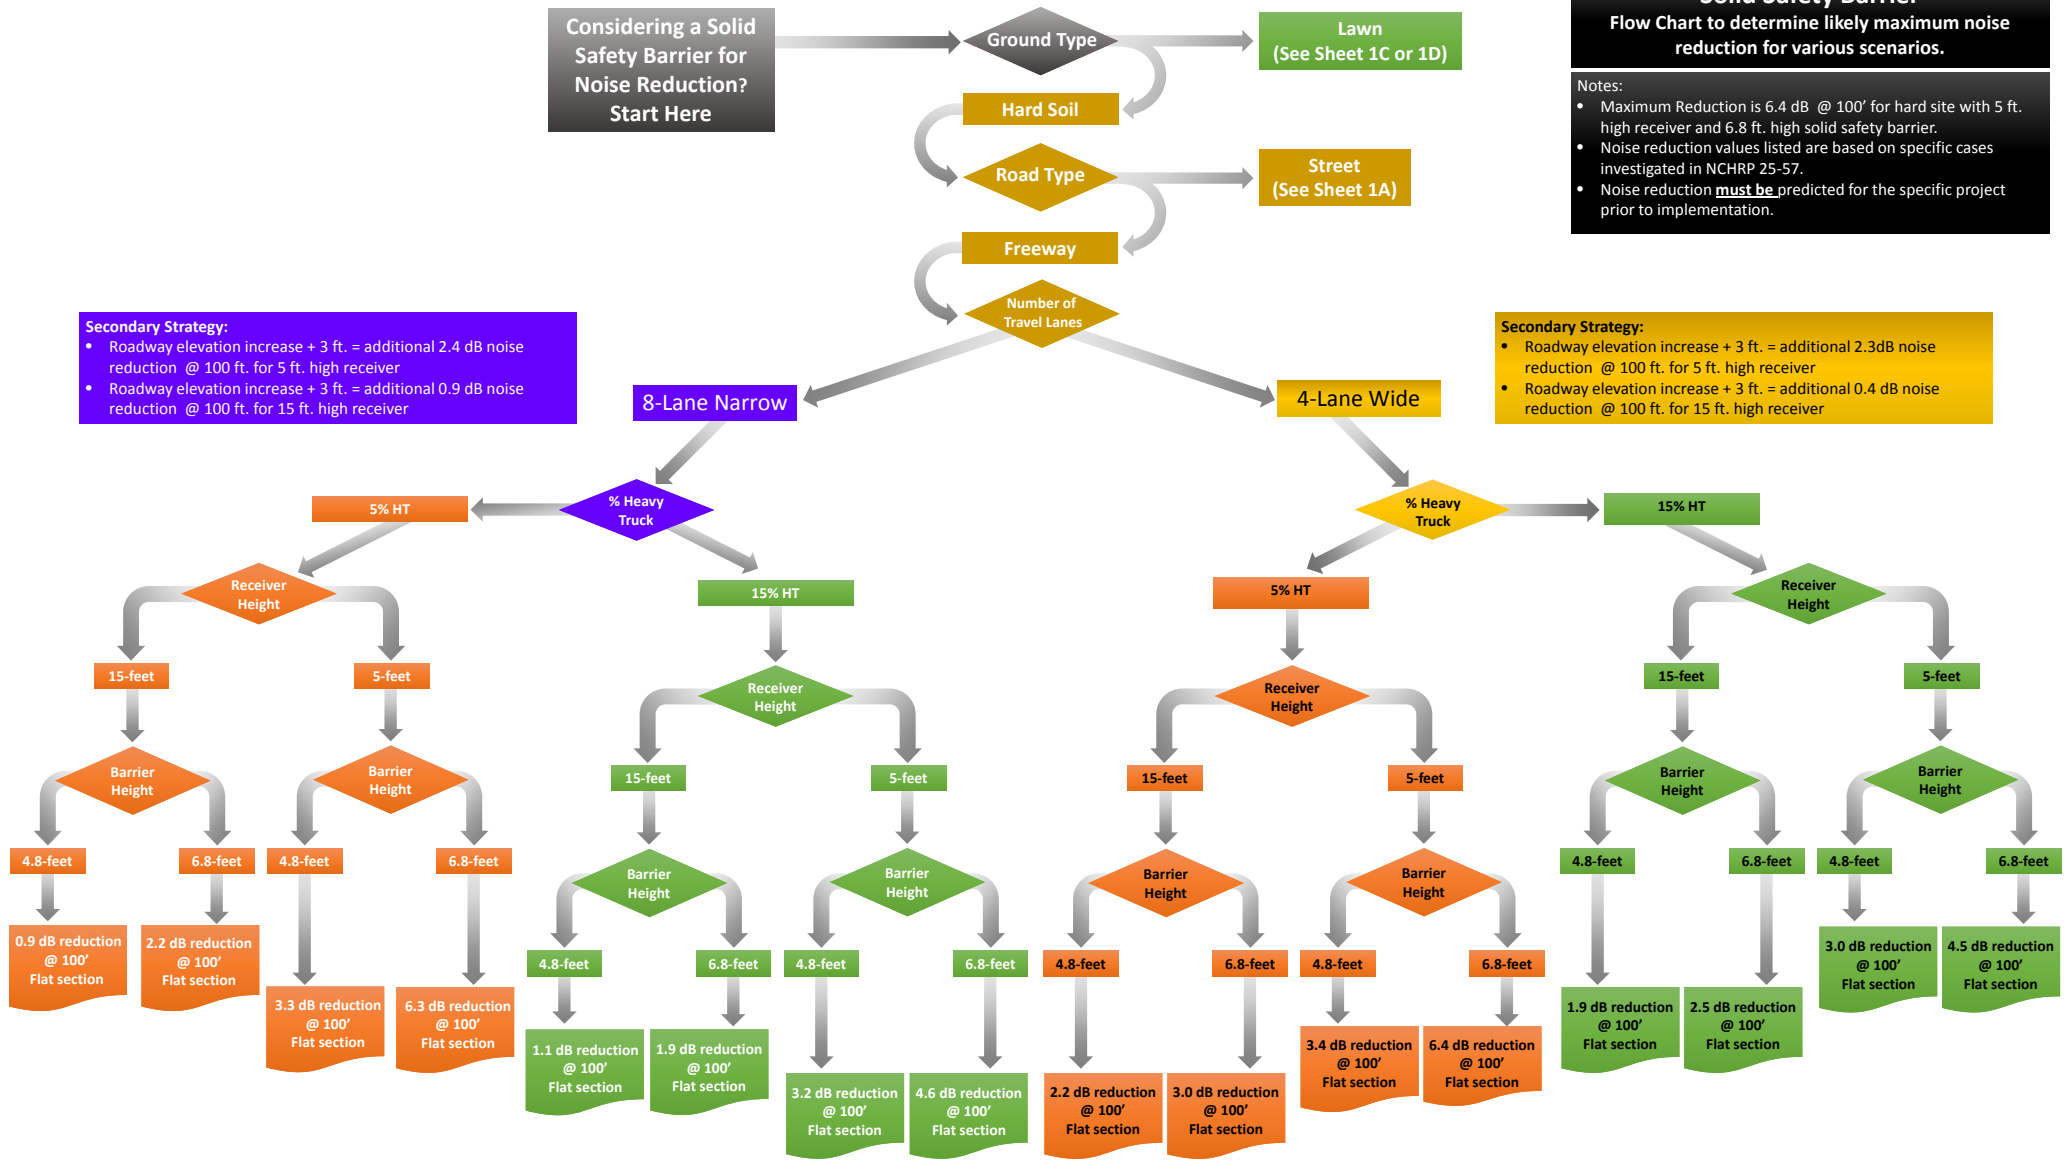 Considering a Solid
Safety Barrier for
Noise Reduction?
Start Here
Ground Type
Lawn
(See Sheet 1C or 1D)
Solid Safety Barrier
Flow Chart to determine likely maximum noise
reduction for various scenarios.
Notes:
• Maximum Reduction is 6.4 dB @ 100’ for hard site with 5 ft.
high receiver and 6.8 ft. high solid safety barrier.
• Noise reduction values listed are based on specific cases
investigated in NCHRP 25-57.
• Noise reduction must be predicted for the specific project
prior to implementation.
Hard Soil
Road Type
Street
(See Sheet 1A)
Freeway
Number of
Travel Lanes
Secondary Strategy:
• Roadway elevation increase + 3 ft. = additional 2.4 dB noise
reduction @ 100 ft. for 5 ft. high receiver
• Roadway elevation increase + 3 ft. = additional 0.9 dB noise
reduction @ 100 ft. for 15 ft. high receiver
Secondary Strategy:
• Roadway elevation increase + 3 ft. = additional 2.3dB noise
reduction @ 100 ft. for 5 ft. high receiver
• Roadway elevation increase + 3 ft. = additional 0.4 dB noise
reduction @ 100 ft. for 15 ft. high receiver
8-Lane Narrow
4-Lane Wide
% Heavy
Truck
5% HT
Receiver
Height
15-feet
5-feet
Barrier
Height
Barrier
Height
4.8-feet
6.8-feet
4.8-feet
6.8-feet
0.9 dB reduction
@ 100’
Flat section
2.2 dB reduction
@ 100’
Flat section
3.3 dB reduction
@ 100’
Flat section
6.3 dB reduction
@ 100’
Flat section
15% HT
Receiver
Height
15-feet
5-feet
Barrier
Height
Barrier
Height
4.8-feet
6.8-feet
4.8-feet
6.8-feet
1.1 dB reduction
@ 100’
Flat section
1.9 dB reduction
@ 100’
Flat section
3.2 dB reduction
@ 100’
Flat section
4.6 dB reduction
@ 100’
Flat section
% Heavy
Truck
5% HT
Receiver
Height
15-feet
5-feet
Barrier
Height
Barrier
Height
4.8-feet
6.8-feet
4.8-feet
6.8-feet
2.2 dB reduction
@ 100’
Flat section
3.0 dB reduction
@ 100’
Flat section
3.4 dB reduction
@ 100’
Flat section
6.4 dB reduction
@ 100’
Flat section
15% HT
Receiver
Height
15-feet
5-feet
Barrier
Height
Barrier
Height
4.8-feet
6.8-feet
4.8-feet
6.8-feet
1.9 dB reduction
@ 100’
Flat section
2.5 dB reduction
@ 100’
Flat section
3.0 dB reduction
@ 100’
Flat section
4.5 dB reduction
@ 100’
Flat section